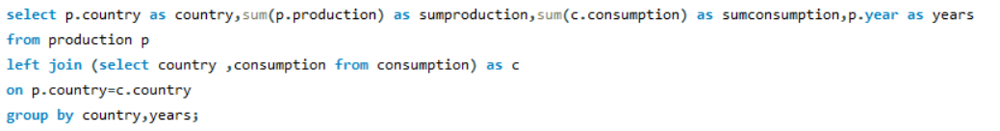 select p.country as country,sum(p.production) as sumproduction,sum(c.consumption) as sumconsumption,p.year as years
from production p
left join (select country ,consumption from consumption) as c
on p.country=c.country
group by country,years;